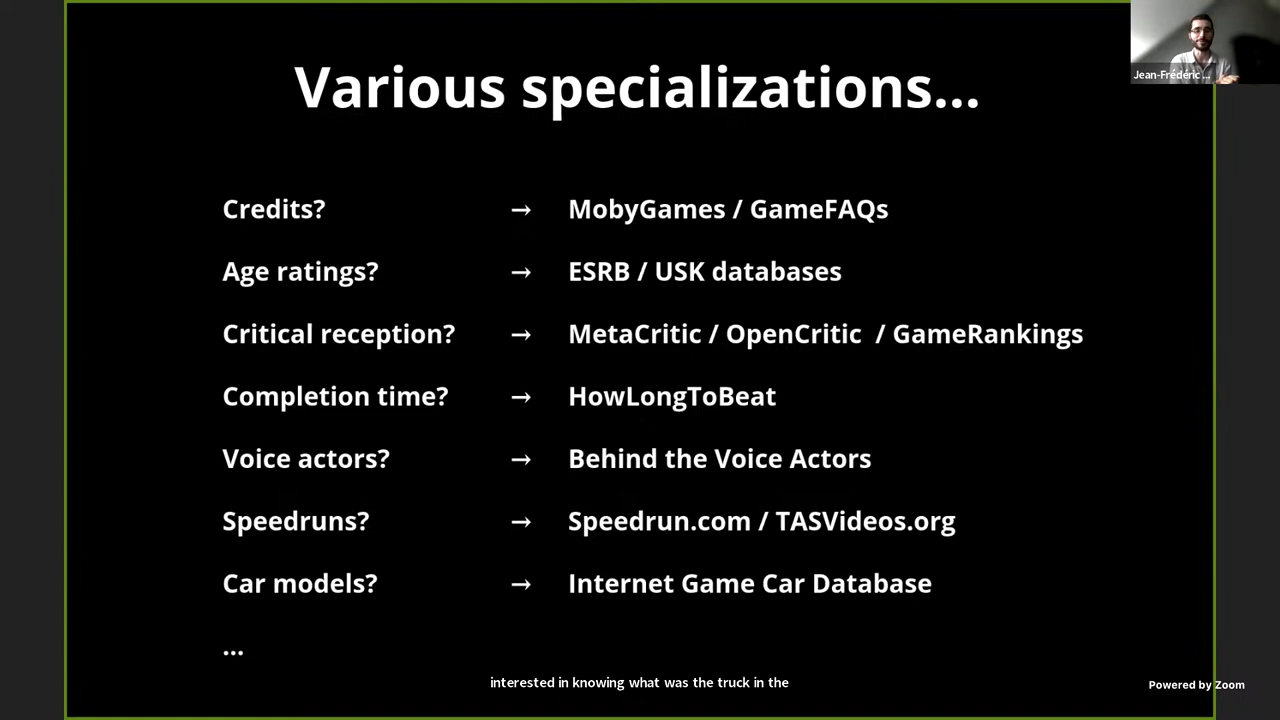 Various specializations...
Jean-Frédéric ...
Credits? → MobyGames / GameFAQs
Age ratings? → ESRB / USK databases
Critical reception? → MetaCritic / OpenCritic / GameRankings
Completion time? → HowLongToBeat
Voice actors? → Behind the Voice Actors
Speedruns? → Speedrun.com / TASVideos.org
Car models? → Internet Game Car Database
...
interested in knowing what was the truck in the
Powered by Zoom